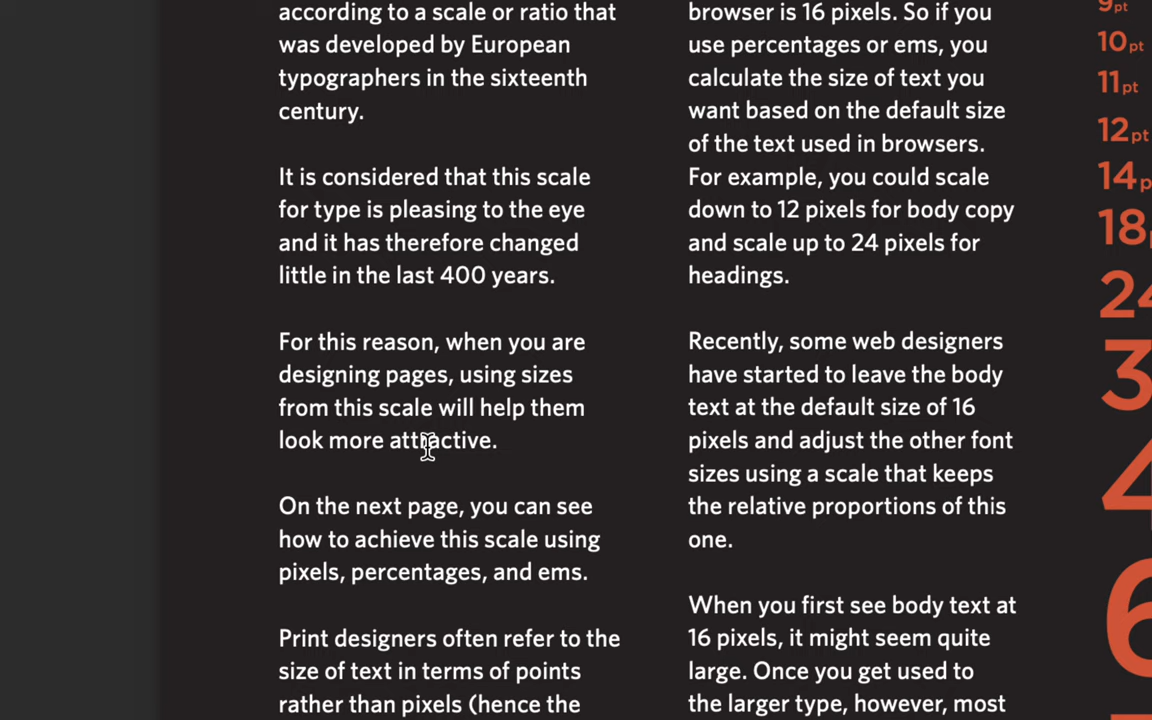 according to a scale or ratio that
was developed by European
typographers in the sixteenth
century.
It is considered that this scale
for type is pleasing to the eye
and it has therefore changed
little in the last 400 years.
For this reason, when you are
designing pages, using sizes
from this scale will help them
look more attractive.
On the next page, you can see
how to achieve this scale using
pixels, percentages, and ems.
Print designers often refer to the
size of text in terms of points
rather than pixels (hence the
browser is 16 pixels. So if you
use percentages or ems, you
calculate the size of text you
want based on the default size
of the text used in browsers.
For example, you could scale
down to 12 pixels for body copy
and scale up to 24 pixels for
headings.
Recently, some web designers
have started to leave the body
text at the default size of 16
pixels and adjust the other font
sizes using a scale that keeps
the relative proportions of this
one.
When you first see body text at
16 pixels, it might seem quite
large. Once you get used to
the larger type, however, most
9pt
10pt
11pt
12pt
14p
18
24
3
4
6